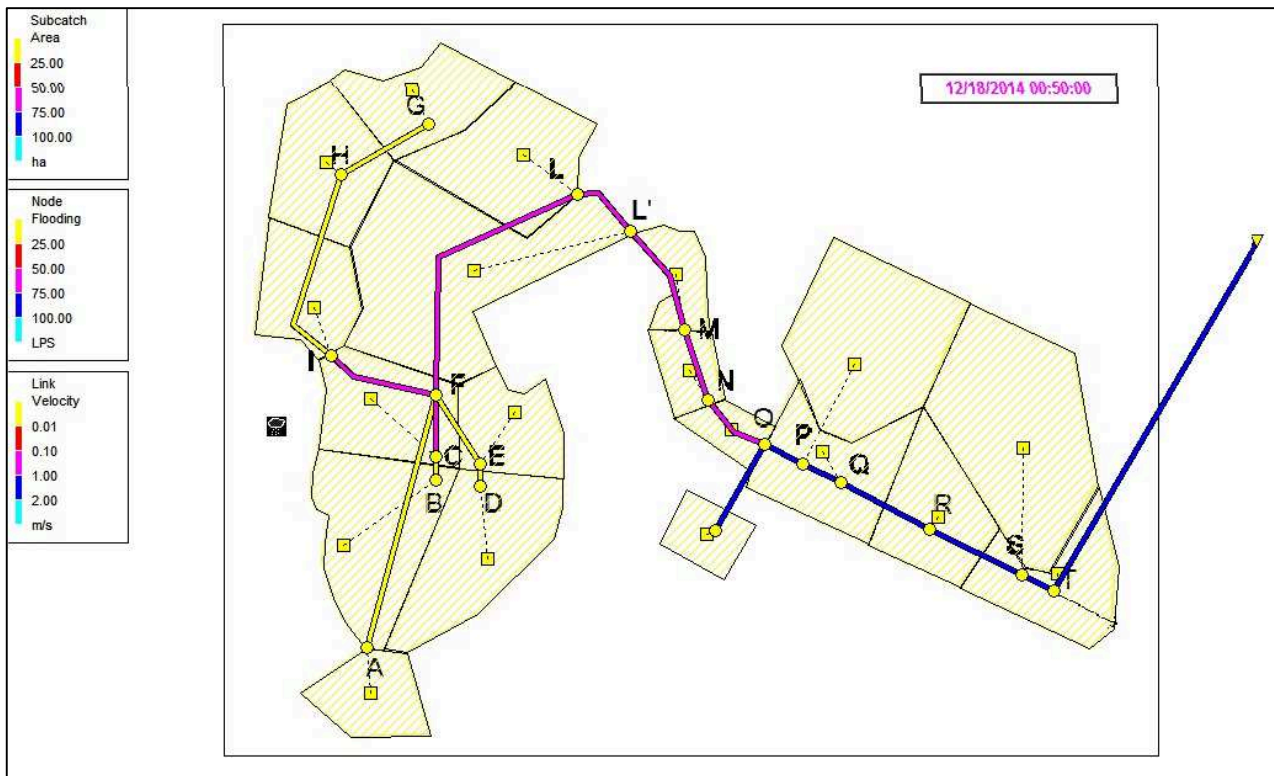 Subcatch
Area
25.00
50.00
75.00
100.00
ha
Node
Flooding
25.00
50.00
75.00
100.00
LPS
Link
Velocity
0.01
0.10
1.00
2.00
m/s
12/18/2014 00:50:00
G
H
L
L'
I
F
M
N
C
E
B
D
O
P
Q
R
S
T
A